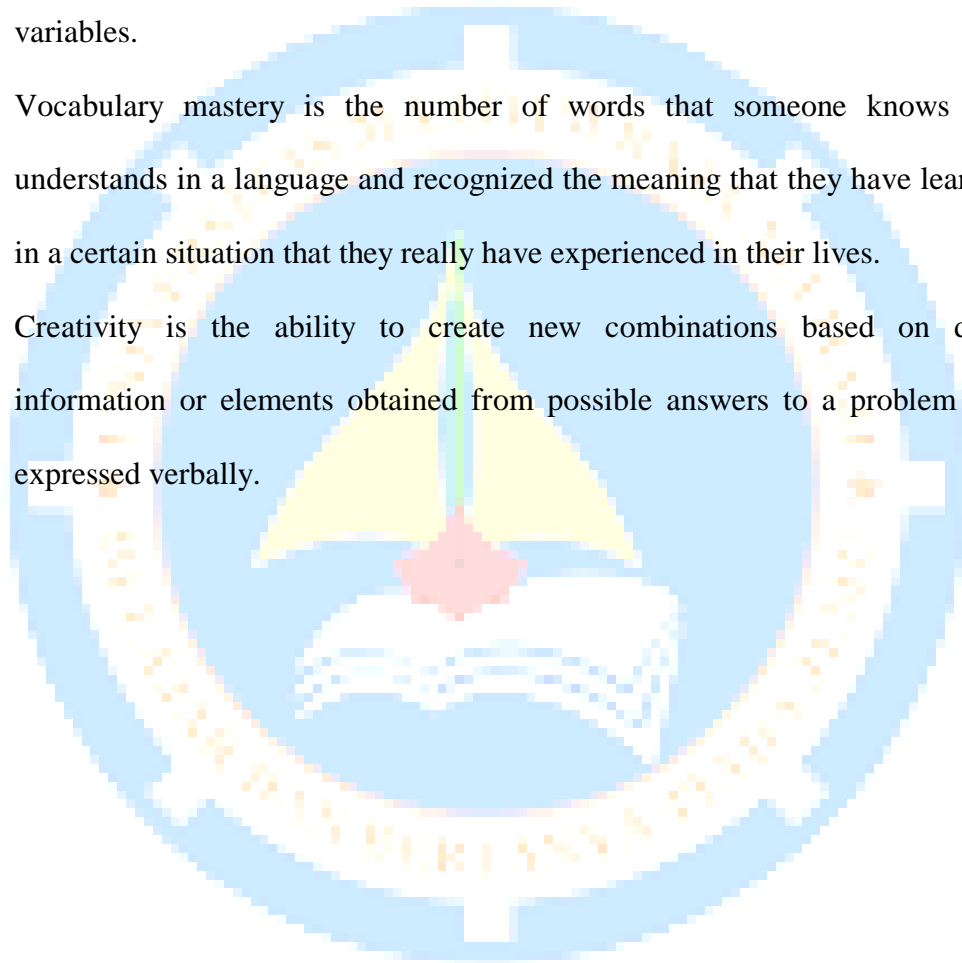 variables.
Vocabulary mastery is the number of words that someone knows
understands in a language and recognized the meaning that they have lear
in a certain situation that they really have experienced in their lives.
Creativity is the ability to create new combinations based on
information or elements obtained from possible answers to a problem
expressed verbally.